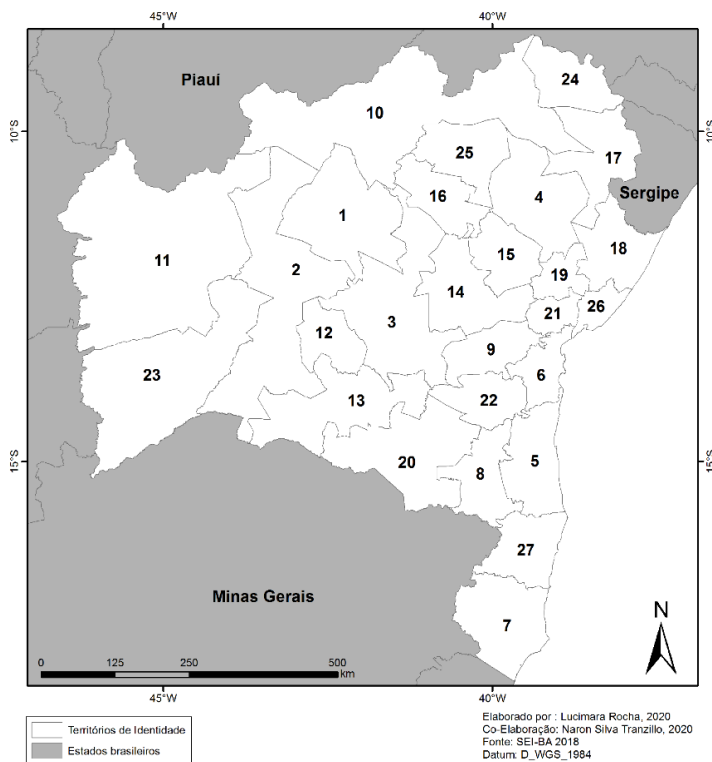 45°W 40°W
24
Piauí
10
10°S 10°S
25
17
16 4
Sergipe
1
18
15
11
19
2
14
26
21
3
12
9
23
6
13 22
15°S 15°S
20 5
8
27
Minas Gerais
N
7
0 125 250 500
km
45°W 40°W
Territórios de Identidade
Estados brasileiros
Elaborado por : Lucimara Rocha, 2020
Co-Elaboração: Naron Silva Tranzillo, 2020
Fonte: SEI-BA 2018
Datum: D_WGS_1984